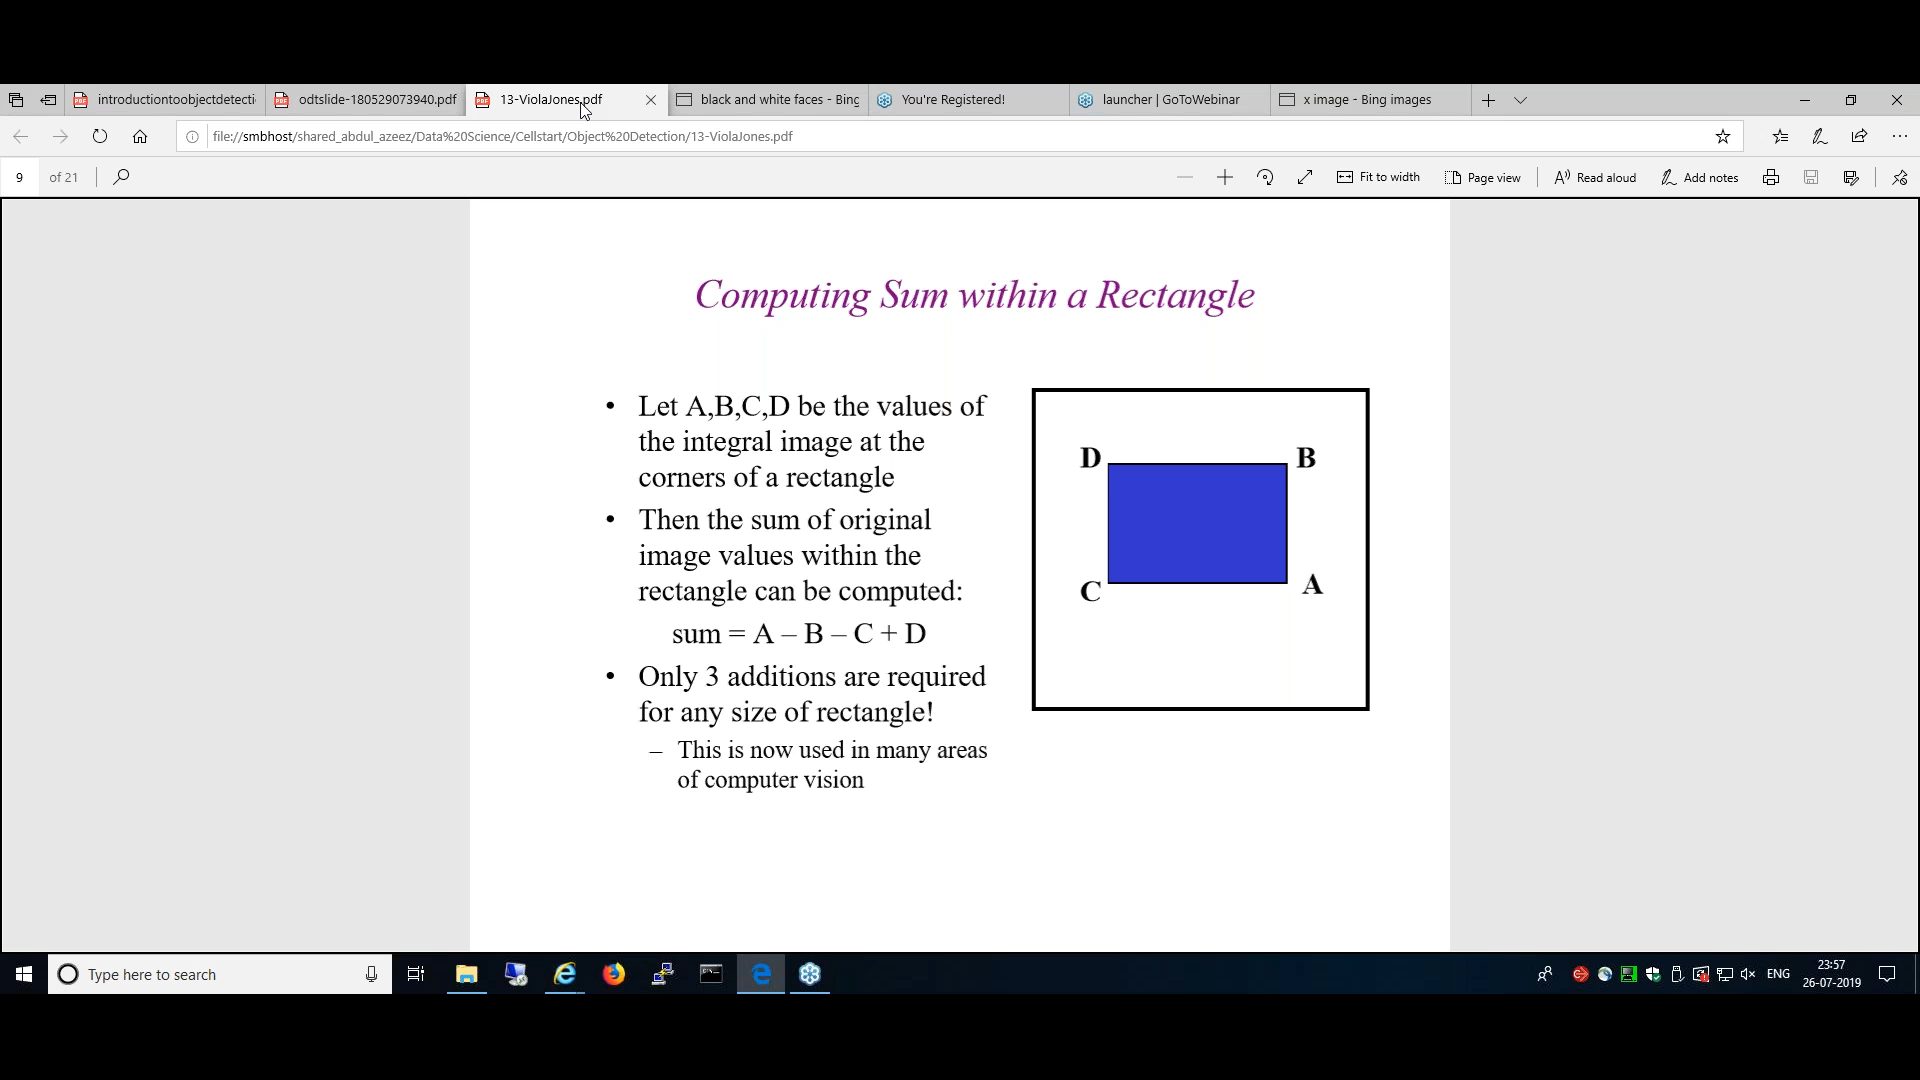 introductiontoobjectdetecti
odtslide-180529073940.pdf
13-ViolaJones.pdf
black and white faces - Bing
You're Registered!
launcher | GoToWebinar
x image - Bing images
file://smbhost/shared_abdul_azeez/Data%20Science/Cellstart/Object%20Detection/13-ViolaJones.pdf
9 of 21
Fit to width
Page view
Read aloud
Add notes
Computing Sum within a Rectangle
• Let A,B,C,D be the values of
the integral image at the
corners of a rectangle
• Then the sum of original
image values within the
rectangle can be computed:
sum = A – B – C + D
• Only 3 additions are required
for any size of rectangle!
– This is now used in many areas
of computer vision
D
B
C
A
Type here to search
ENG
23:57
26-07-2019